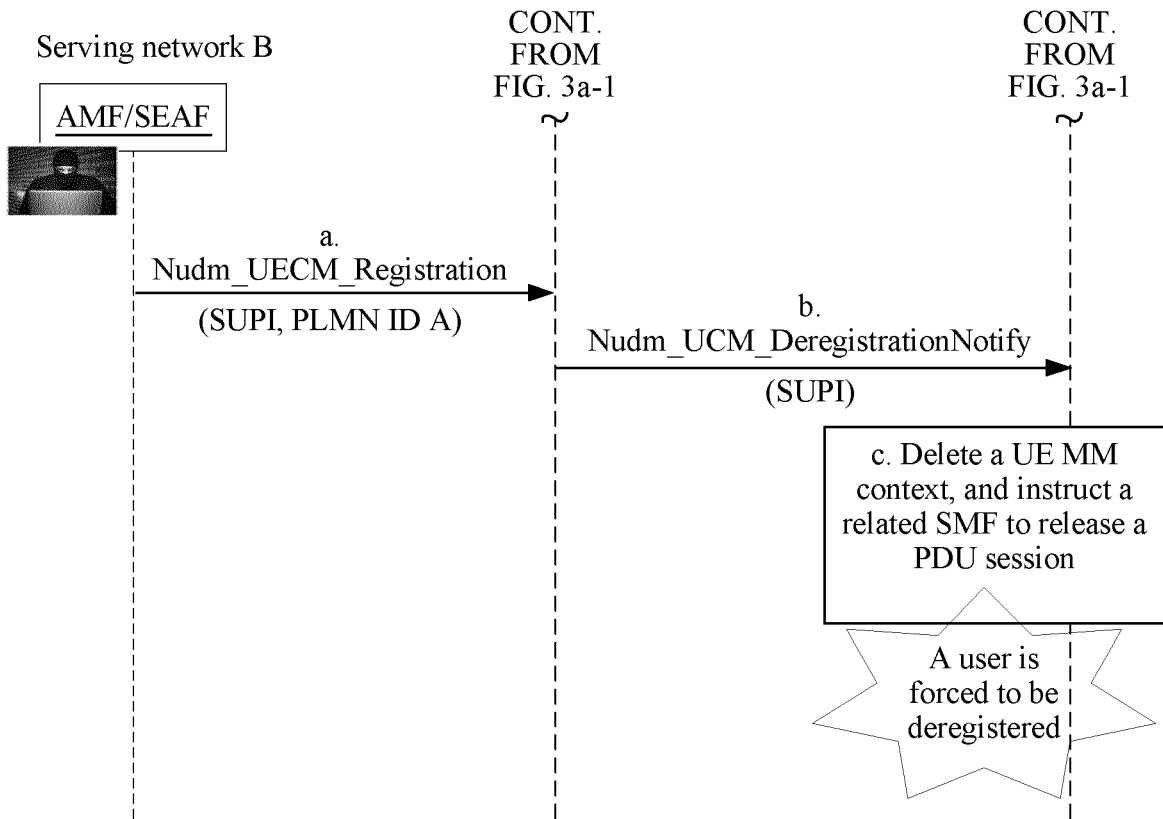 Serving network B
AMF/SEAF
CONT.
FROM
FIG. 3a-1
CONT.
FROM
FIG. 3a-1
a.
Nudm_UECM_Registration
(SUPI, PLMN ID A)
b.
Nudm_UCM_DeregistrationNotify
(SUPI)
c. Delete a UE MM
context, and instruct a
related SMF to release a
PDU session
A user is
forced to be
deregistered